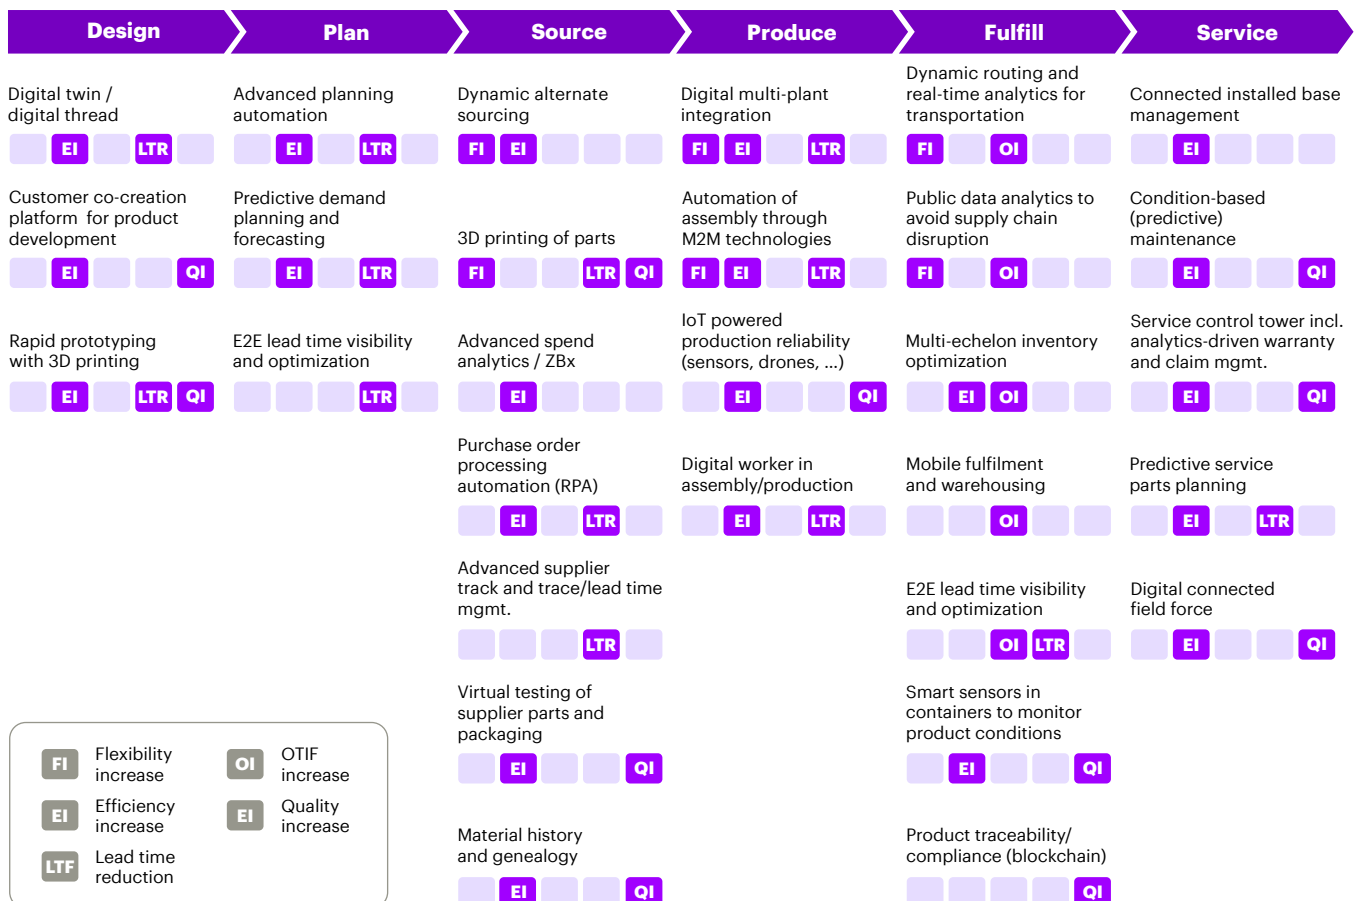 Design
Plan
Source
Produce
Fulfill
Service
Digital twin /
digital thread
EI LTR
Customer co-creation
platform for product
development
EI QI
Rapid prototyping
with 3D printing
EI LTR QI
Advanced planning
automation
EI LTR
Predictive demand
planning and
forecasting
EI LTR
E2E lead time visibility
and optimization
LTR
Dynamic alternate
sourcing
FI EI
3D printing of parts
FI LTR QI
Advanced spend
analytics / ZBx
EI
Purchase order
processing
automation (RPA)
EI LTR
Advanced supplier
track and trace/lead time
mgmt.
LTR
Virtual testing of
supplier parts and
packaging
EI QI
Material history
and genealogy
EI QI
Digital multi-plant
integration
FI EI LTR
Automation of
assembly through
M2M technologies
FI EI LTR
IoT powered
production reliability
(sensors, drones, ...)
EI QI
Digital worker in
assembly/production
EI LTR
Dynamic routing and
real-time analytics for
transportation
FI OI
Public data analytics to
avoid supply chain
disruption
FI OI
Multi-echelon inventory
optimization
EI OI
Mobile fulfilment
and warehousing
OI
E2E lead time visibility
and optimization
OI LTR
Smart sensors in
containers to monitor
product conditions
EI QI
Product traceability/
compliance (blockchain)
QI
Connected installed base
management
EI
Condition-based
(predictive)
maintenance
EI QI
Service control tower incl.
analytics-driven warranty
and claim mgmt.
EI QI
Predictive service
parts planning
EI LTR
Digital connected
field force
EI QI
FI Flexibility
increase
EI Efficiency
increase
LTF Lead time
reduction
OI OTIF
increase
EI Quality
increase